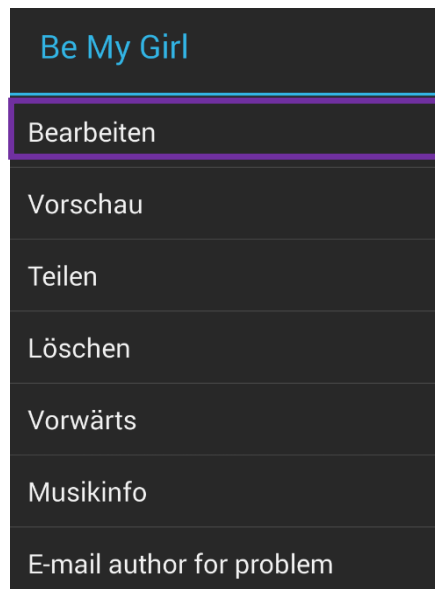 Be My Girl
Bearbeiten
Vorschau
Teilen
Löschen
Vorwärts
Musikinfo
E-mail author for problem